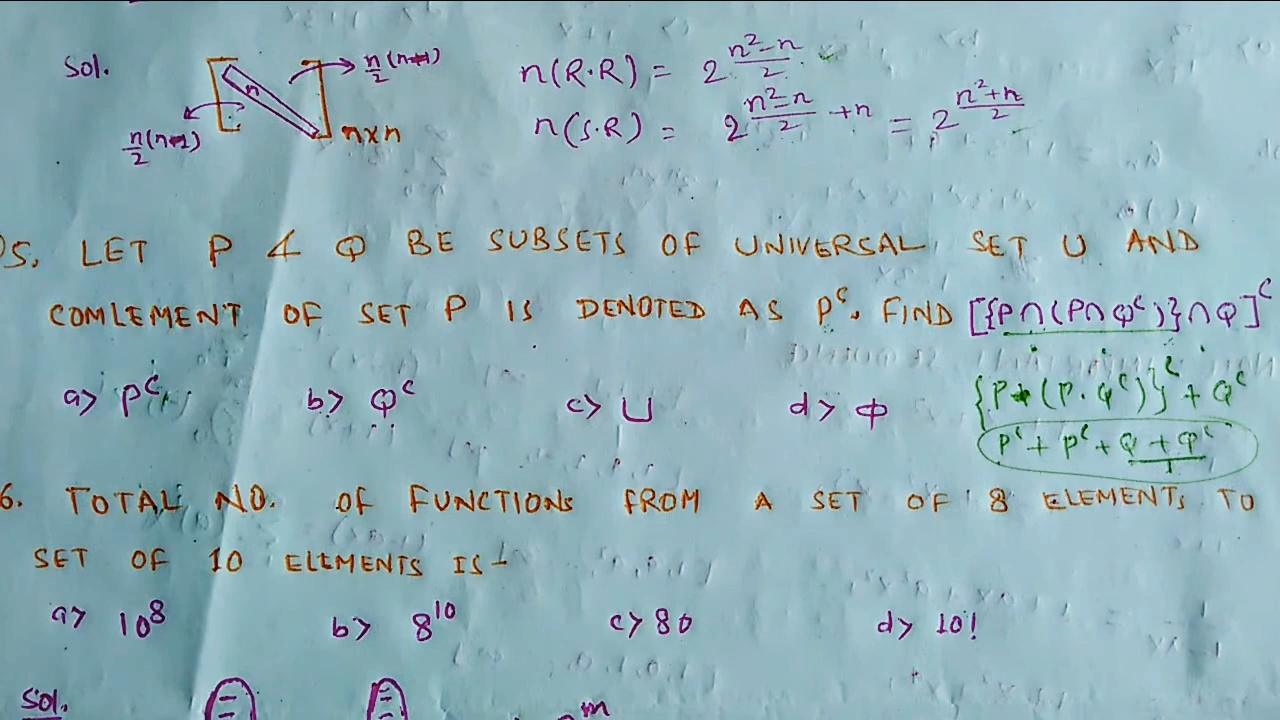 Sol. n/2(n-1) n(R.R) = 2^((n²-n)/2)
n
n/2(n-1) n×n n(S.R) = 2^((n²-n)/2 + n) = 2^((n²+n)/2)
5. LET P & Q BE SUBSETS OF UNIVERSAL SET U AND
COMLEMENT OF SET P IS DENOTED AS P^c. FIND [{P∩(P∩Q^c)}∩Q]^c
a> P^c b> Q^c c> U d> Φ {P·(P·Q^c)}^c + Q^c
P^c + P^c + Q + Q^c
1
6. TOTAL NO. OF FUNCTIONS FROM A SET OF 8 ELEMENTS TO
SET OF 10 ELEMENTS IS-
a> 10^8 b> 8^10 c> 80 d> 10!
Sol.